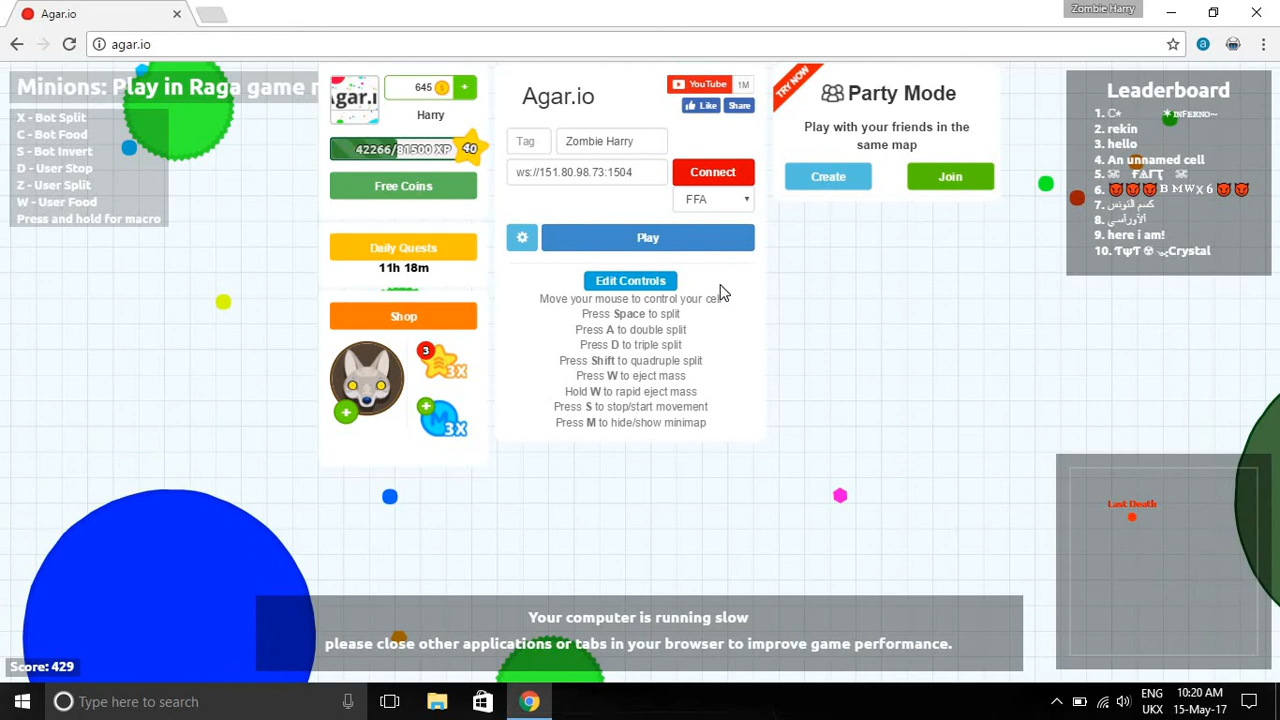 Agar.io
Zombie Harry
agar.io
Minions: Play in Raga game
X - Bot Split
C - Bot Food
S - Bot Invert
D - User Stop
Z - User Split
W - User Food
Press and hold for macro
645
Harry
42266/81500 XP
40
Free Coins
Daily Quests
11h 18m
Shop
3
3X
M
3X
Agar.io
YouTube 1M
Like Share
Tag
Zombie Harry
ws://151.80.98.73:1504
Connect
FFA
Play
Edit Controls
Move your mouse to control your cell
Press Space to split
Press A to double split
Press D to triple split
Press Shift to quadruple split
Press W to eject mass
Hold W to rapid eject mass
Press S to stop/start movement
Press M to hide/show minimap
TRY NOW
Party Mode
Play with your friends in the
same map
Create
Join
Leaderboard
1. C★ ✶INFERNO~
2. rekin
3. hello
4. An unnamed cell
5.
6. 😈😈😈B M W X 6 😈😈
7.
8.
9. here i am!
10. ΤψΤ ☢ Crystal
Last Death
Your computer is running slow
please close other applications or tabs in your browser to improve game performance.
Score: 429
Type here to search
ENG
UKX
10:20 AM
15-May-17